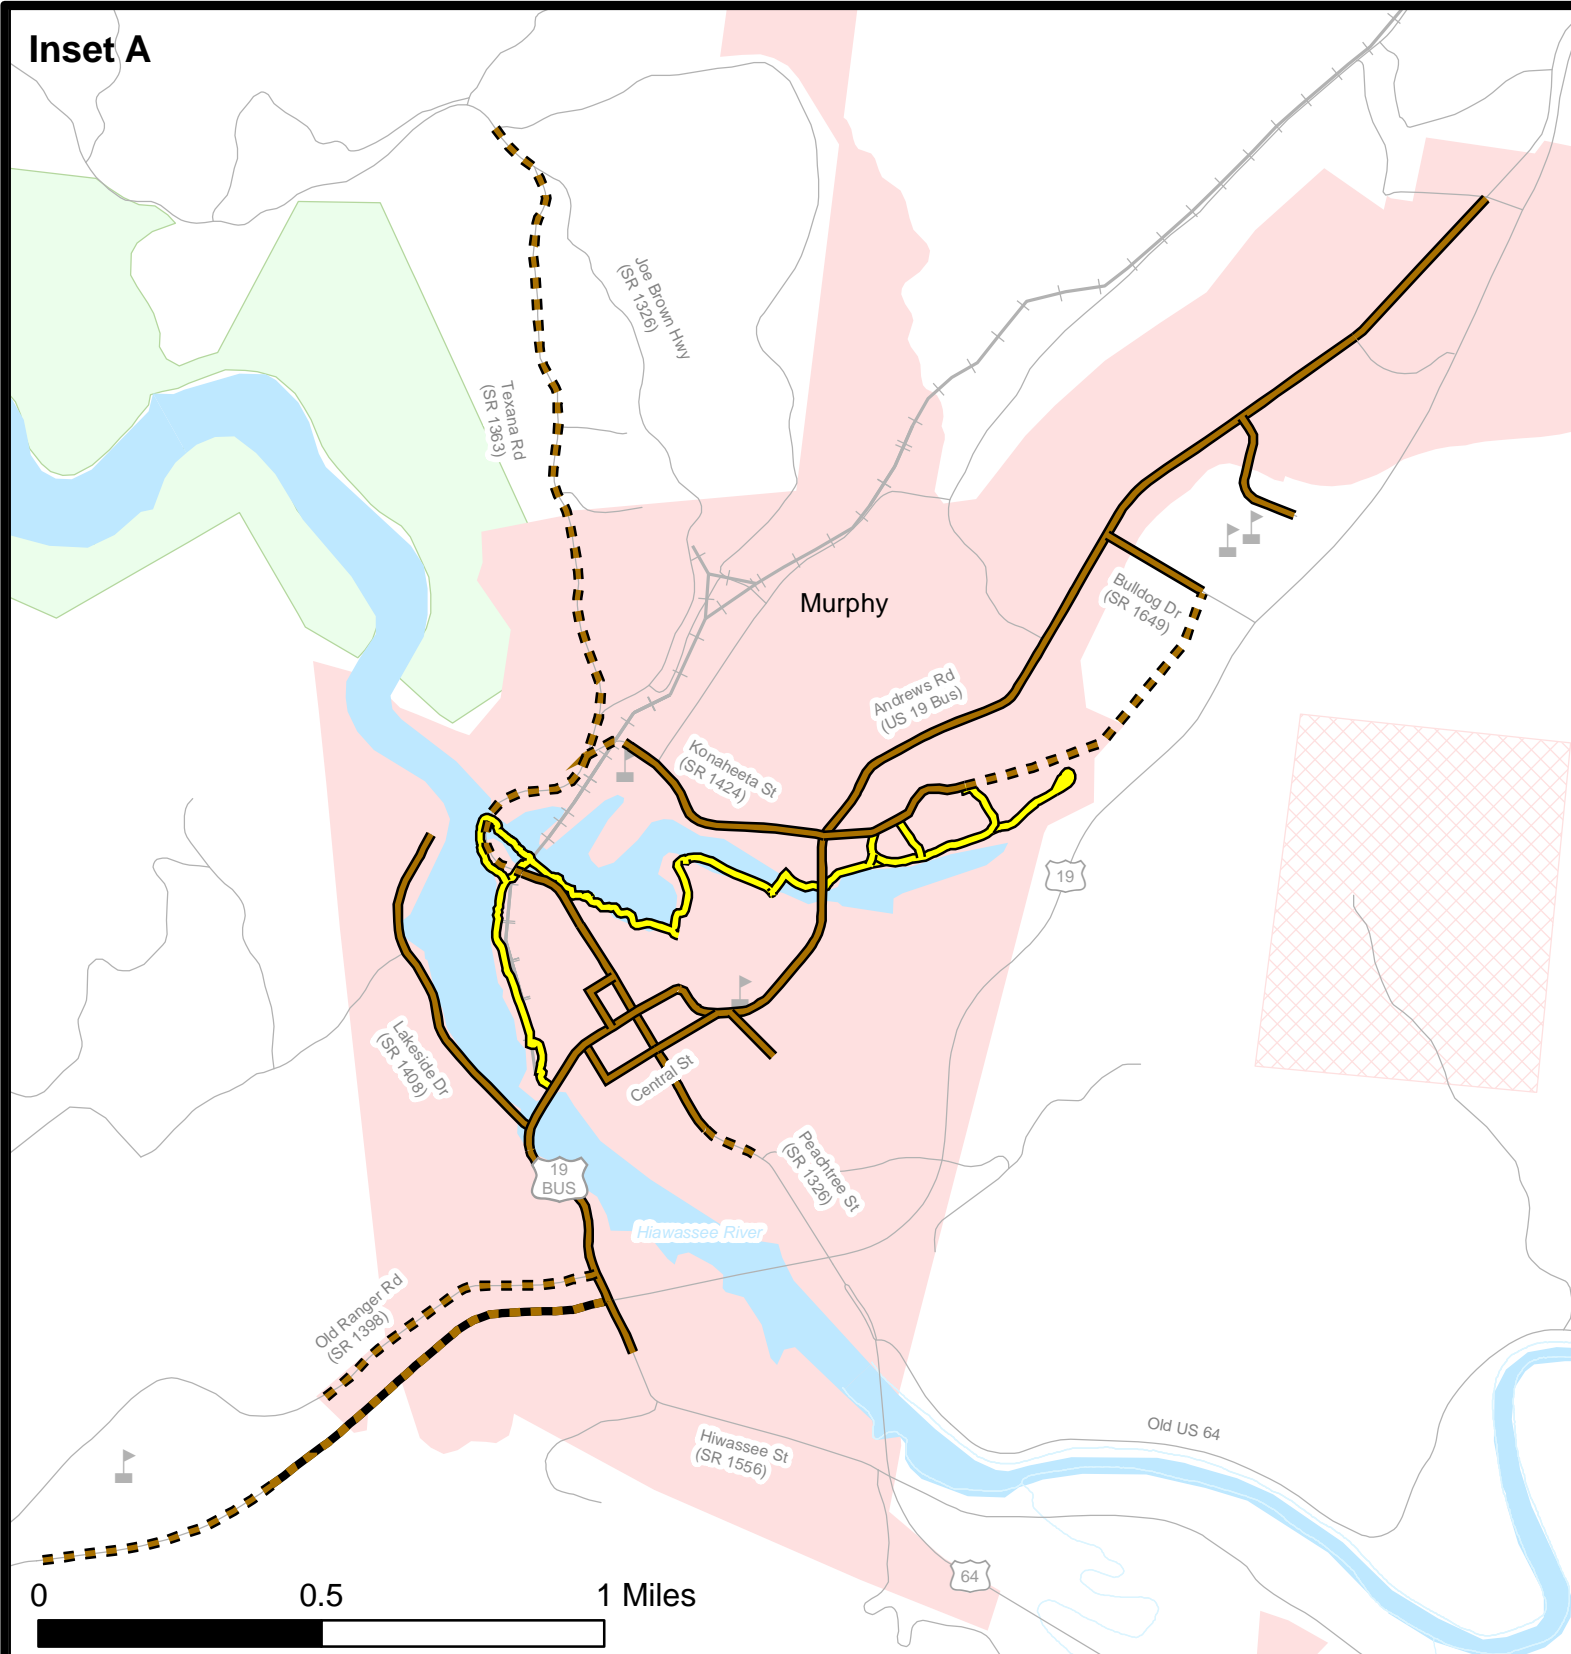 Inset A
Joe Brown Hwy
(SR 1326)
Texana Rd
(SR 1363)
Murphy
Bulldog Dr
(SR 1649)
Andrews Rd
(US 19 Bus)
Konaheeta St
(SR 1424)
19
Lakeside Dr
(SR 1408)
Central St
Peachtree St
(SR 1326)
19
BUS
Hiawassee River
Old Ranger Rd
(SR 1398)
Old US 64
Hiwassee St
(SR 1556)
64
0 0.5 1 Miles